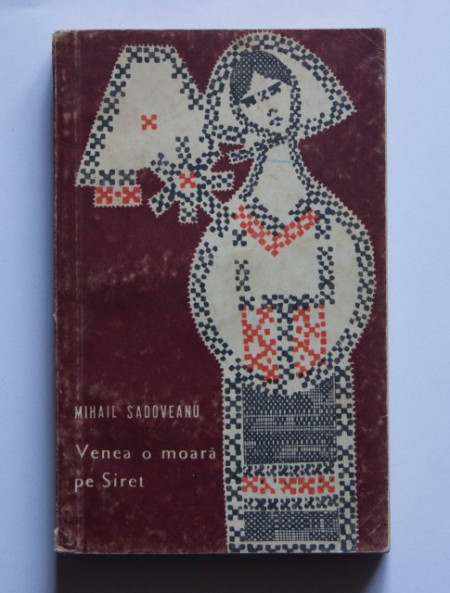 MIHAIL SADOVEANU
Venea o moară
pe Siret